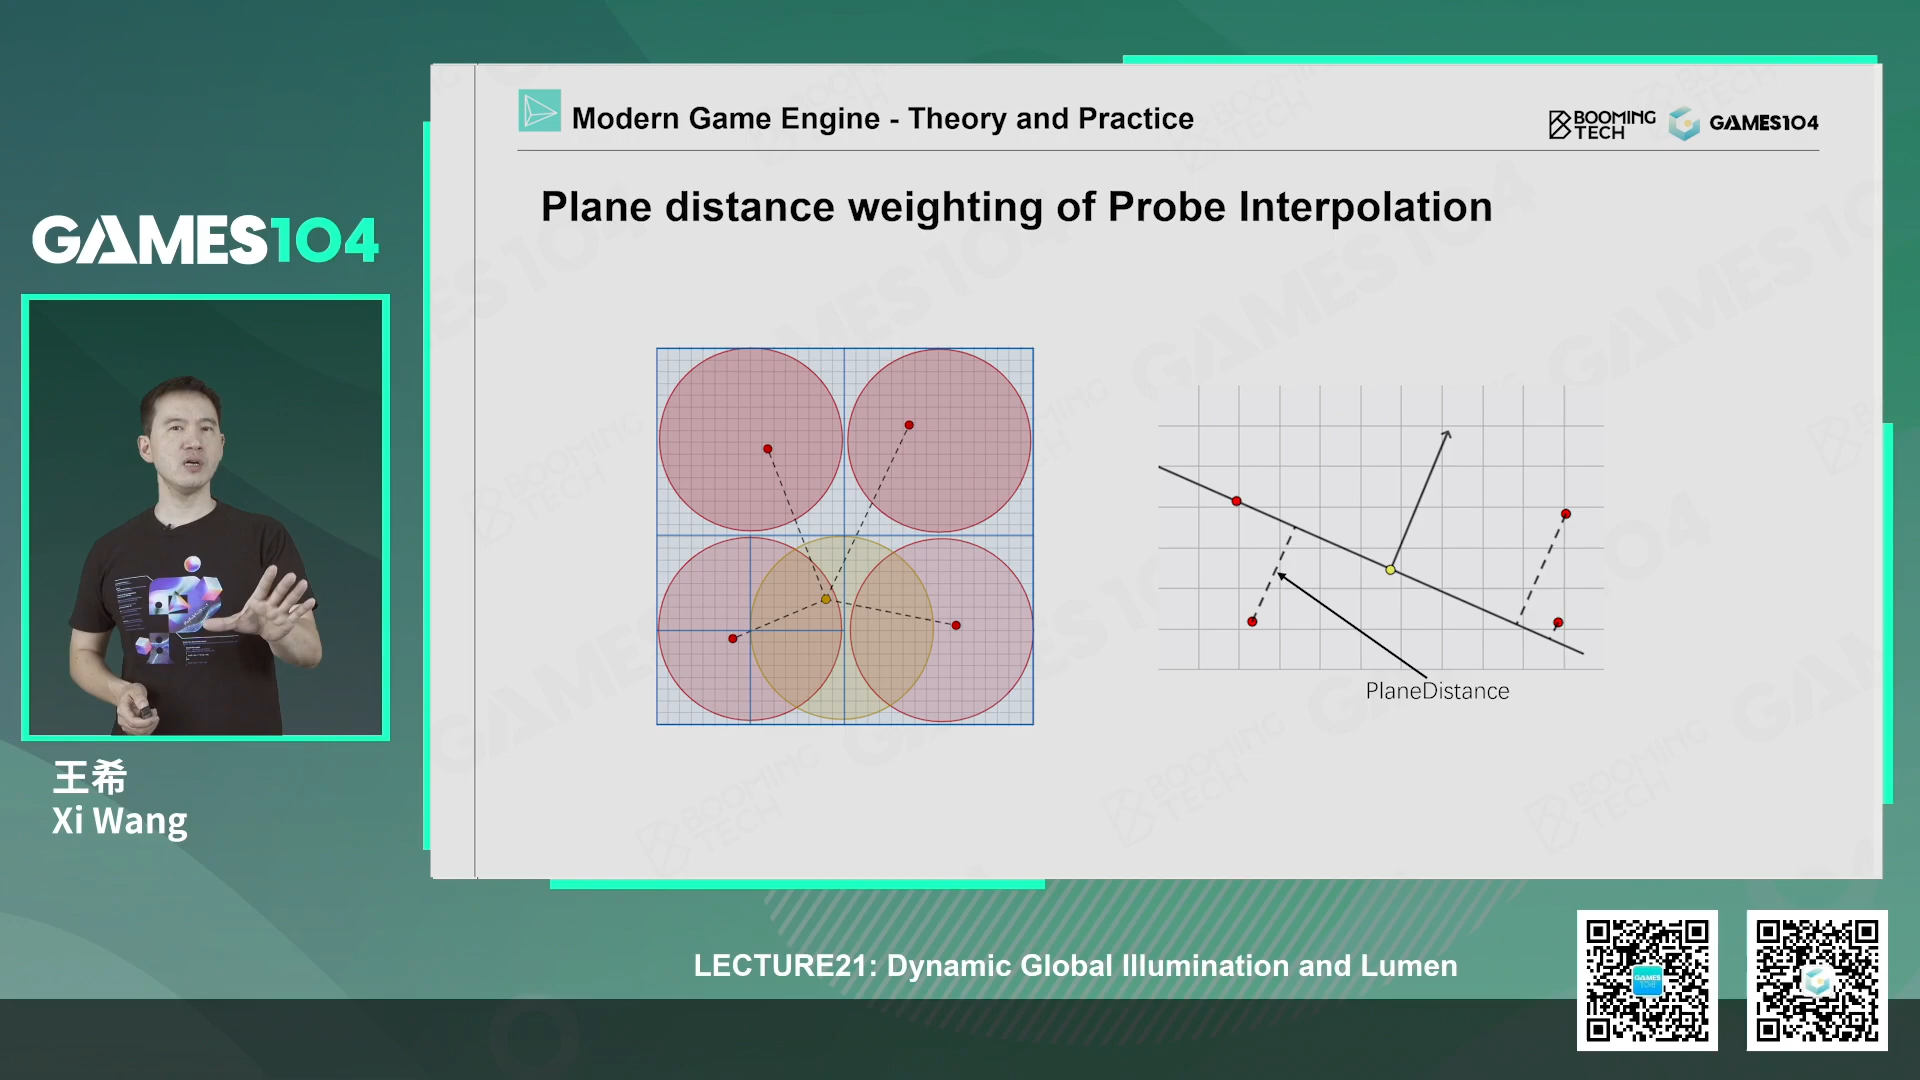 Modern Game Engine - Theory and Practice
BOOMING
TECH
GAMES104
Plane distance weighting of Probe Interpolation
GAMES104
PlaneDistance
王希
Xi Wang
LECTURE21: Dynamic Global Illumination and Lumen